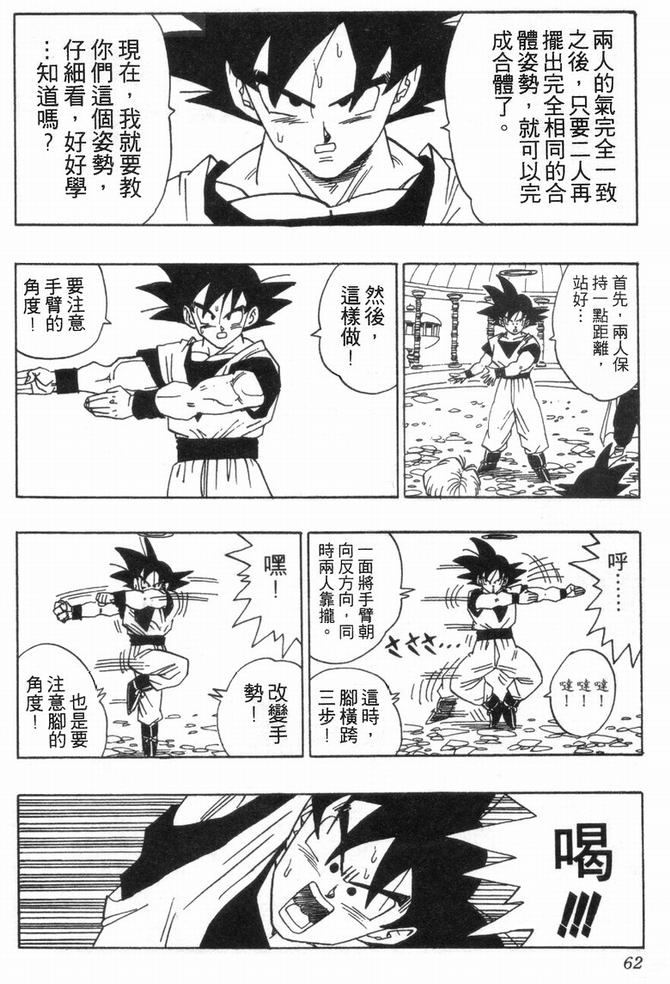 兩人的氣完全一致
之後，只要二人再
擺出完全相同的合
體姿勢，就可以完
成合體了。
現在，我就要教
你們這個姿勢，
仔細看，好好學
…知道嗎？
首先，兩人保
持一點距離，
站好…
然後，
這樣做！
要注意
手臂的
角度！
呼……
噠！噠！噠！
一面將手臂朝
向反方向，同
時兩人靠攏。
ささささ…
這時，
腳橫跨
三步！
嘿！
改變手
勢！
也是要
注意腳的
角度！
喝!!!
62